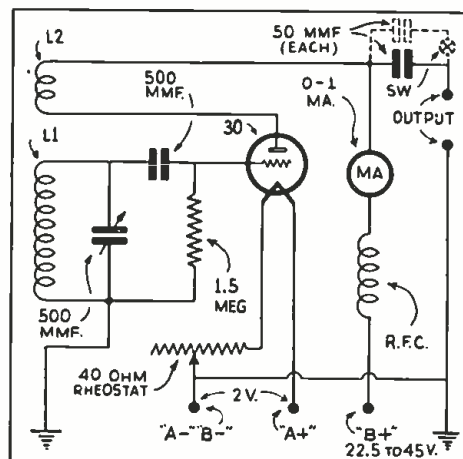 L2
50 MMF
(EACH)
500
MMF.
0-1
MA.
SW
OUTPUT
30
L1
MA
1.5
MEG
500
MMF.
R.F.C.
40 OHM
RHEOSTAT
2 V.
"A-" "B-"
"A+"
"B+"
22.5 TO 45V.